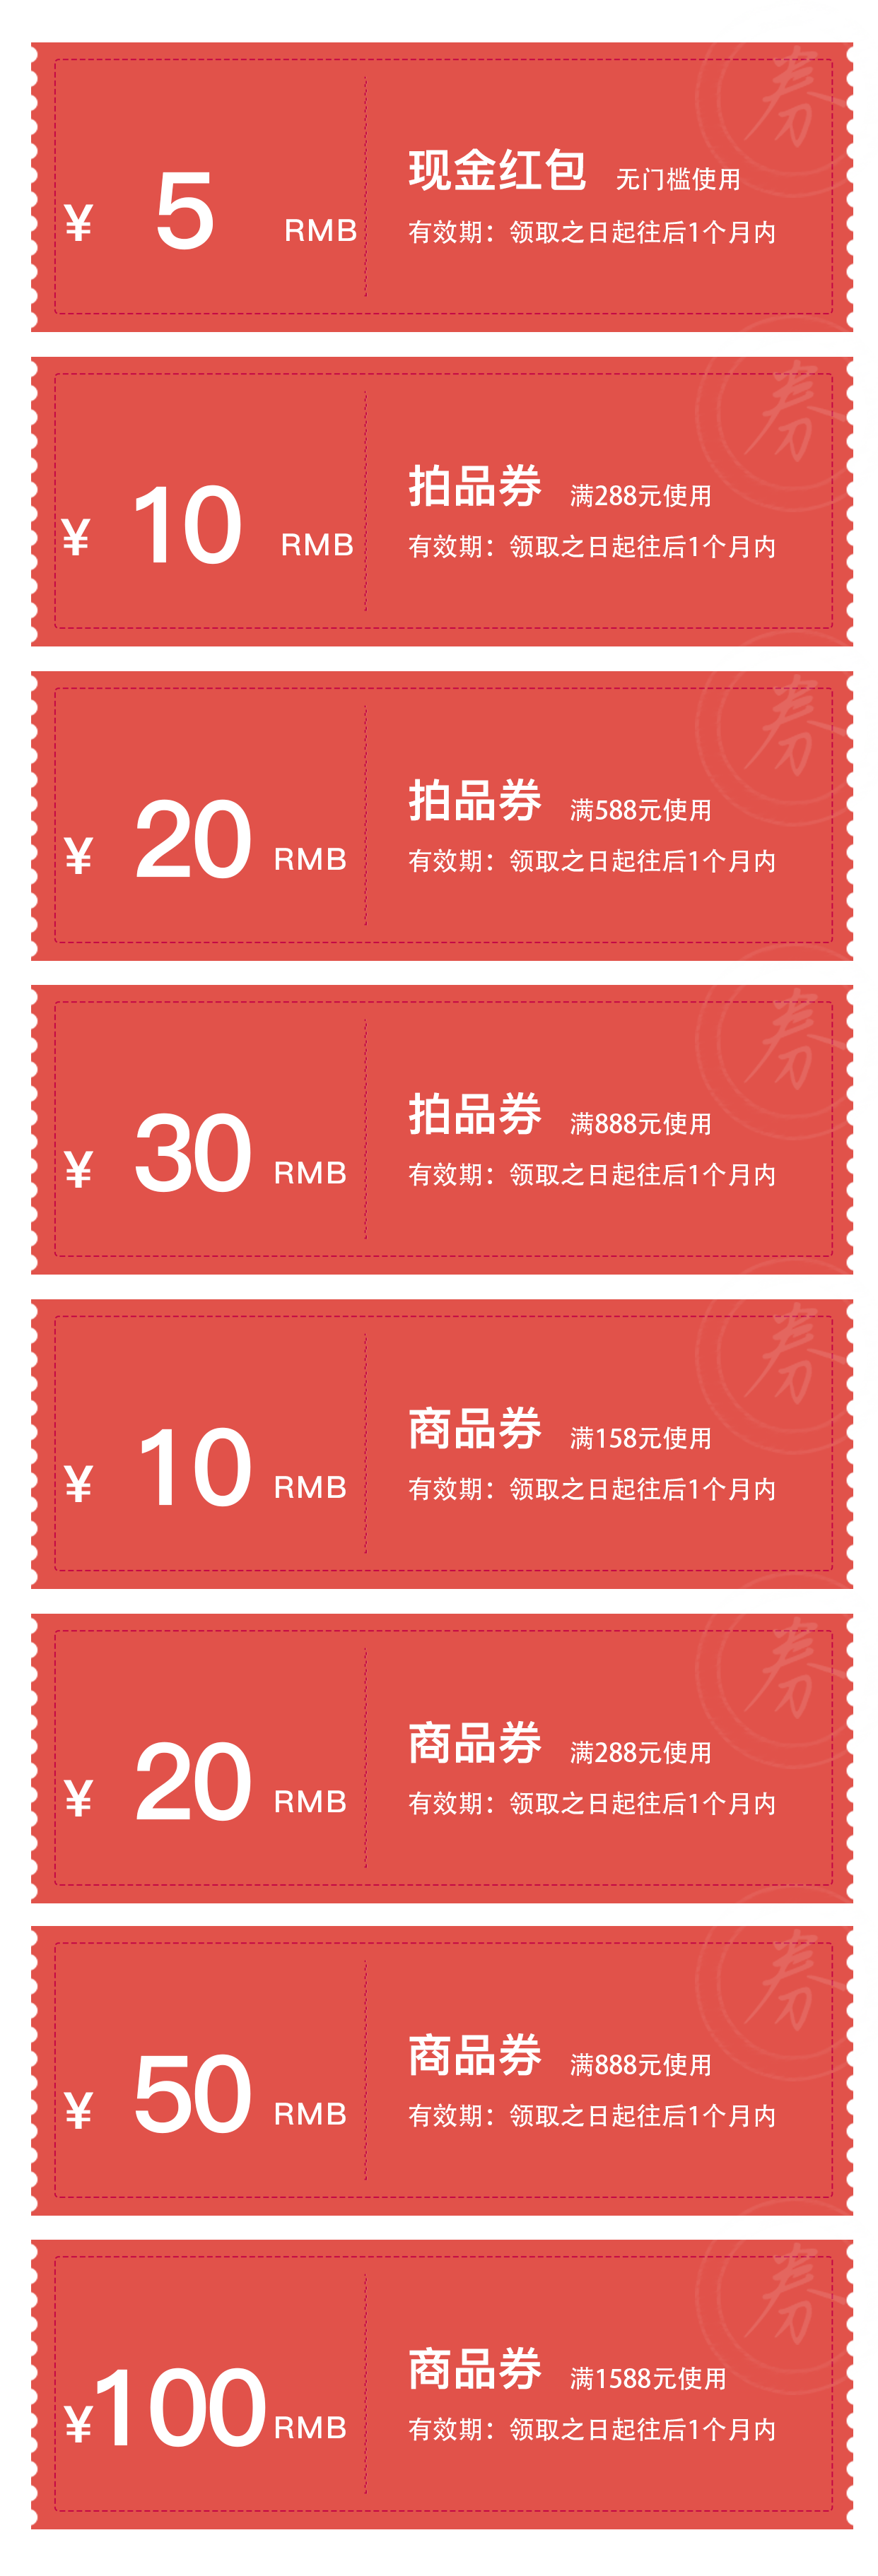 ¥ 5 RMB
现金红包 无门槛使用
有效期：领取之日起往后1个月内
券
¥ 10 RMB
拍品券 满288元使用
有效期：领取之日起往后1个月内
券
¥ 20 RMB
拍品券 满588元使用
有效期：领取之日起往后1个月内
券
¥ 30 RMB
拍品券 满888元使用
有效期：领取之日起往后1个月内
券
¥ 10 RMB
商品券 满158元使用
有效期：领取之日起往后1个月内
券
¥ 20 RMB
商品券 满288元使用
有效期：领取之日起往后1个月内
券
¥ 50 RMB
商品券 满888元使用
有效期：领取之日起往后1个月内
券
¥100 RMB
商品券 满1588元使用
有效期：领取之日起往后1个月内
券